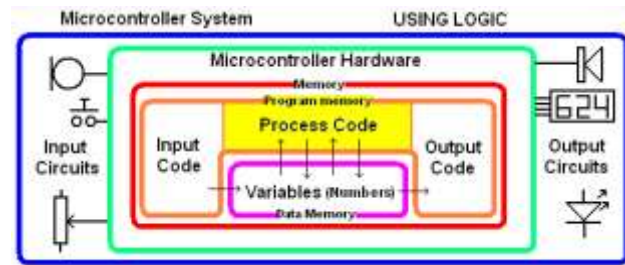 Microcontroller System USING LOGIC
Microcontroller Hardware
Memory
Program memory
Process Code
624
Input Circuits
Input Code
Output Code
Output Circuits
Variables (Numbers)
Data Memory